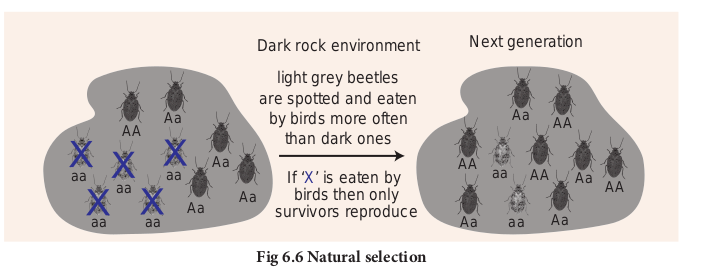 Dark rock environment
Next generation
light grey beetles
are spotted and eaten
by birds more often
than dark ones
If 'X' is eaten by
birds then only
survivors reproduce
AA
Aa
X
X
X
aa
aa
aa
Aa
Aa
Aa
X
X
aa
aa
Aa
AA
AA
aa
AA
Aa
AA
Aa
aa
Aa
Fig 6.6 Natural selection